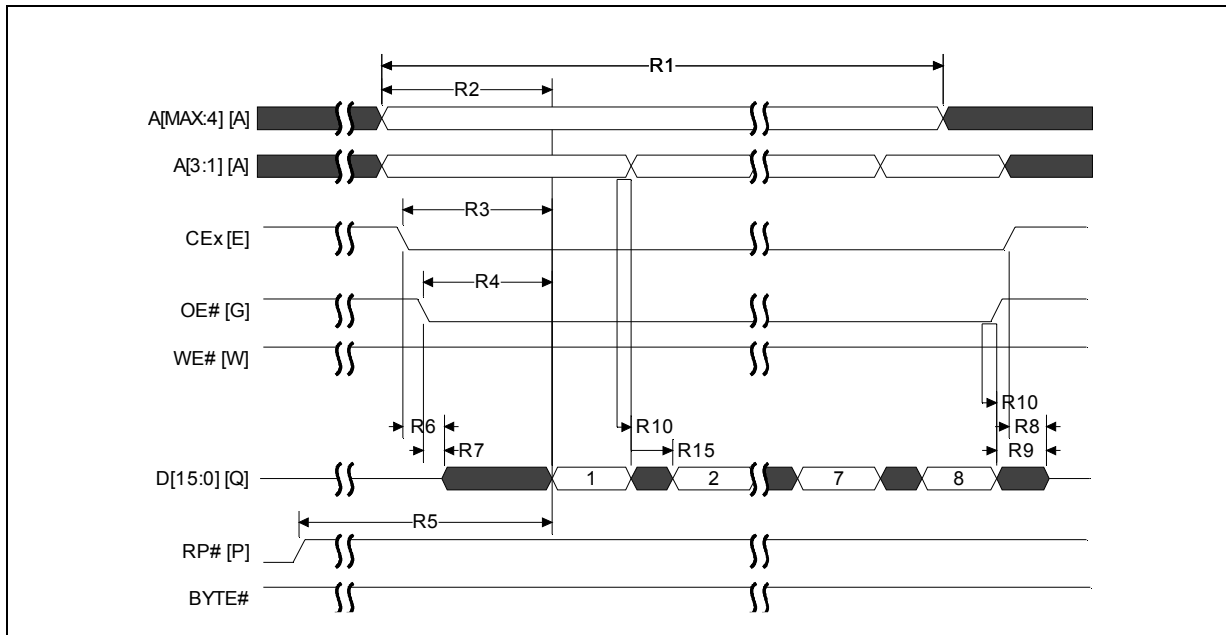 R1
R2
A[MAX:4] [A]
A[3:1] [A]
R3
CEx [E]
R4
OE# [G]
WE# [W]
R10
R6
R10
R8
R7
R15
R9
D[15:0] [Q]
1
2
7
8
R5
RP# [P]
BYTE#